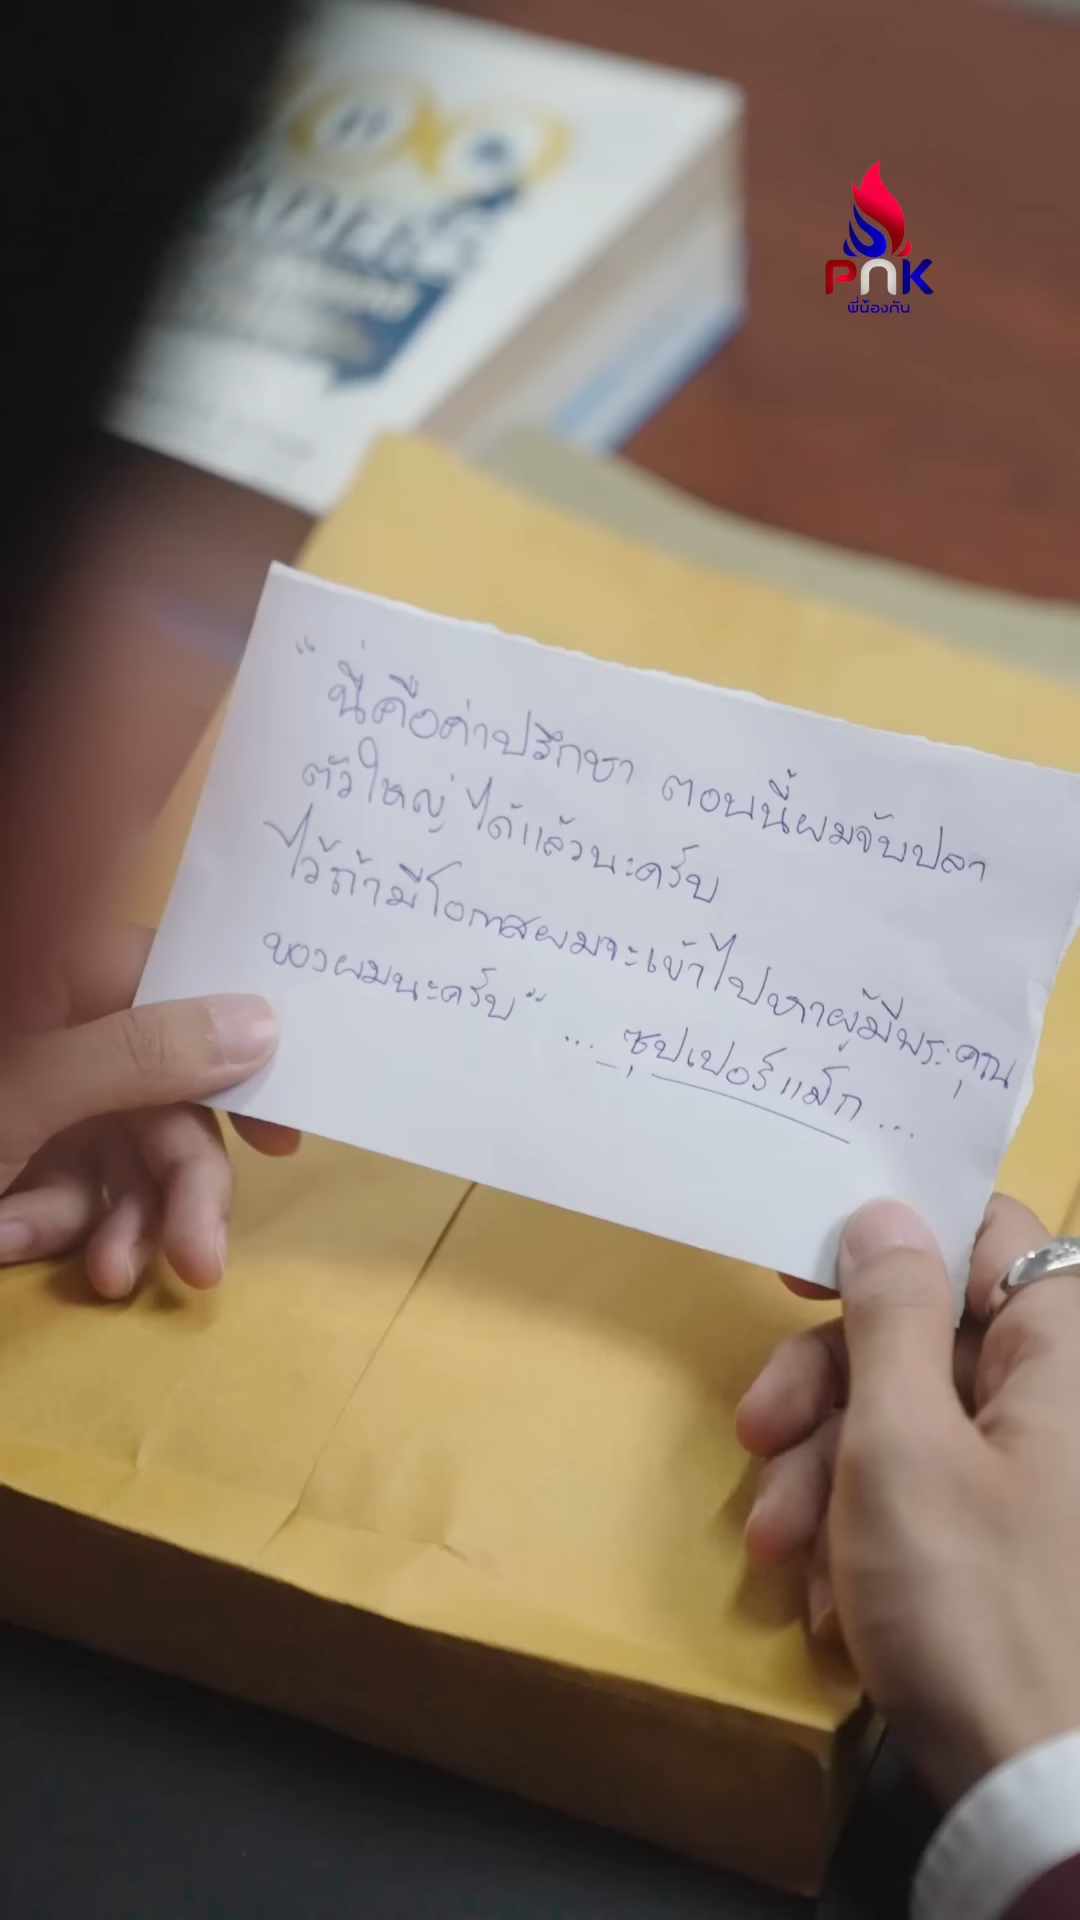 PNK
พี่น้องกัน
"นี่คือค่าปรึกษา ตอนนี้ผมจับปลา
ตัวใหญ่ได้แล้วนะครับ
ไว้ถ้ามีโอกาสผมจะเข้าไปหาผู้มีพระคุณ
ของผมนะครับ"
... ซุปเปอร์แม็ก ...